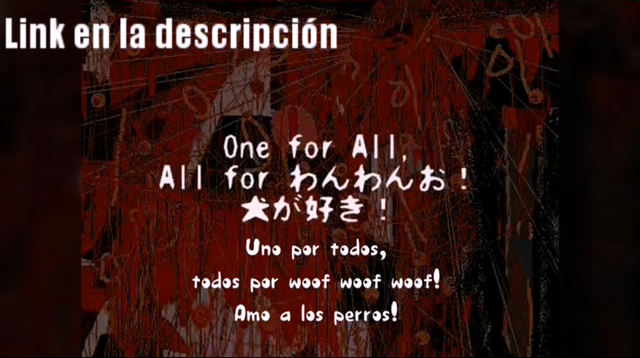 Link en la descripción
One for All,
All for わんわんお！
犬が好き！
Uno por todos,
todos por woof woof woof!
Amo a los perros!